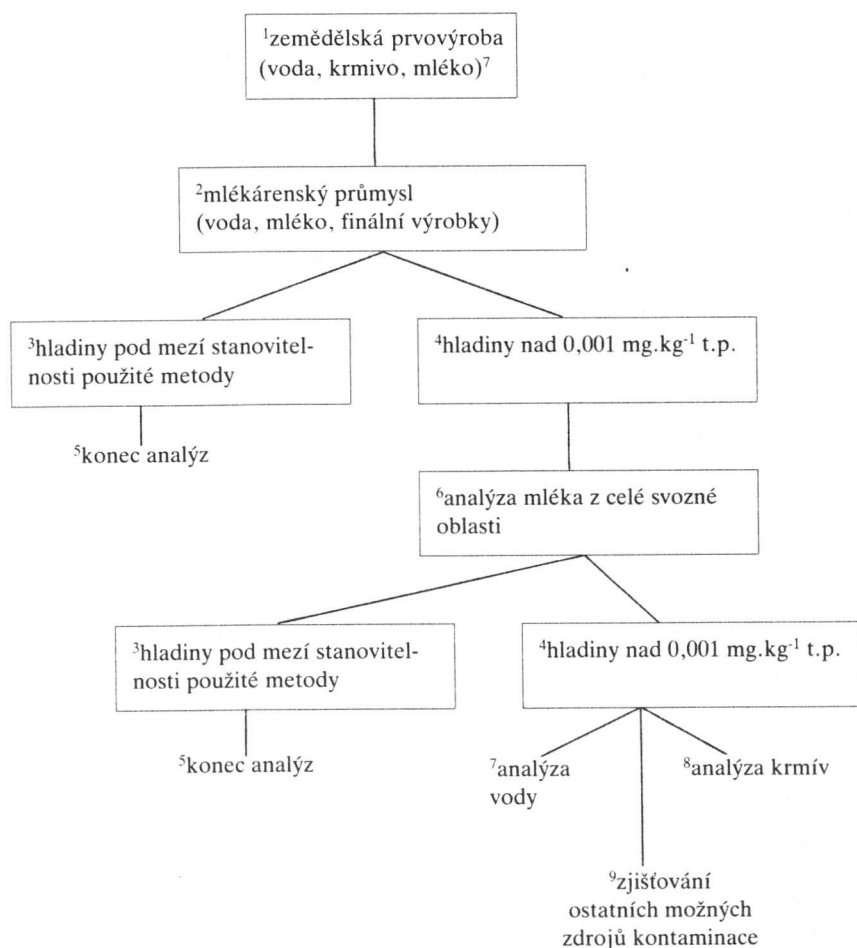 ¹zemědělská prvovýroba
(voda, krmivo, mléko)⁷
²mlékárenský průmysl
(voda, mléko, finální výrobky)
³hladiny pod mezí stanovitel-
nosti použité metody
⁴hladiny nad 0,001 mg.kg⁻¹ t.p.
⁵konec analýz
⁶analýza mléka z celé svozné
oblasti
³hladiny pod mezí stanovitel-
nosti použité metody
⁴hladiny nad 0,001 mg.kg⁻¹ t.p.
⁵konec analýz
⁷analýza
vody
⁸analýza krmív
⁹zjišťování
ostatních možných
zdrojů kontaminace